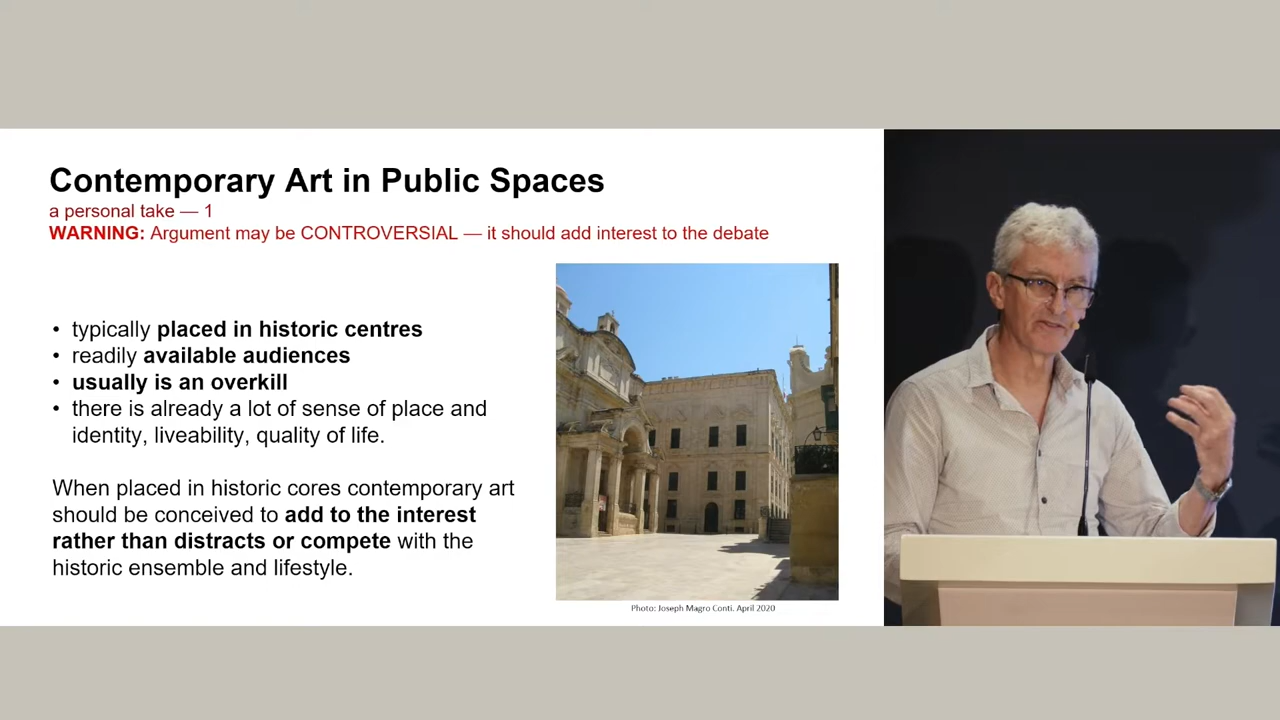 Contemporary Art in Public Spaces
a personal take — 1
WARNING: Argument may be CONTROVERSIAL — it should add interest to the debate
• typically placed in historic centres
• readily available audiences
• usually is an overkill
• there is already a lot of sense of place and
identity, liveability, quality of life.
When placed in historic cores contemporary art
should be conceived to add to the interest
rather than distracts or compete with the
historic ensemble and lifestyle.
Photo: Joseph Magro Conti. April 2020